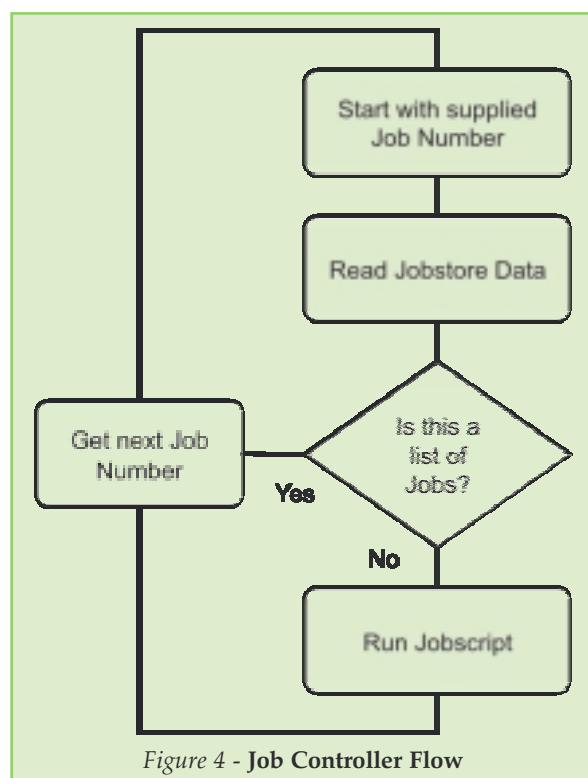 Start with supplied
Job Number
Read Jobstore Data
Is this a
list of
Jobs?
Get next Job
Number
Yes
No
Run Jobscript
Figure 4 - Job Controller Flow